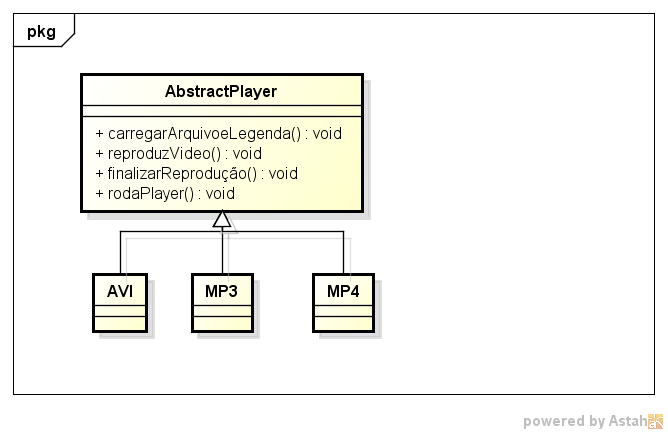 pkg
AbstractPlayer
+ carregarArquivoeLegenda() : void
+ reproduzVideo() : void
+ finalizarReprodução() : void
+ rodaPlayer() : void
AVI MP3 MP4
powered by Astah